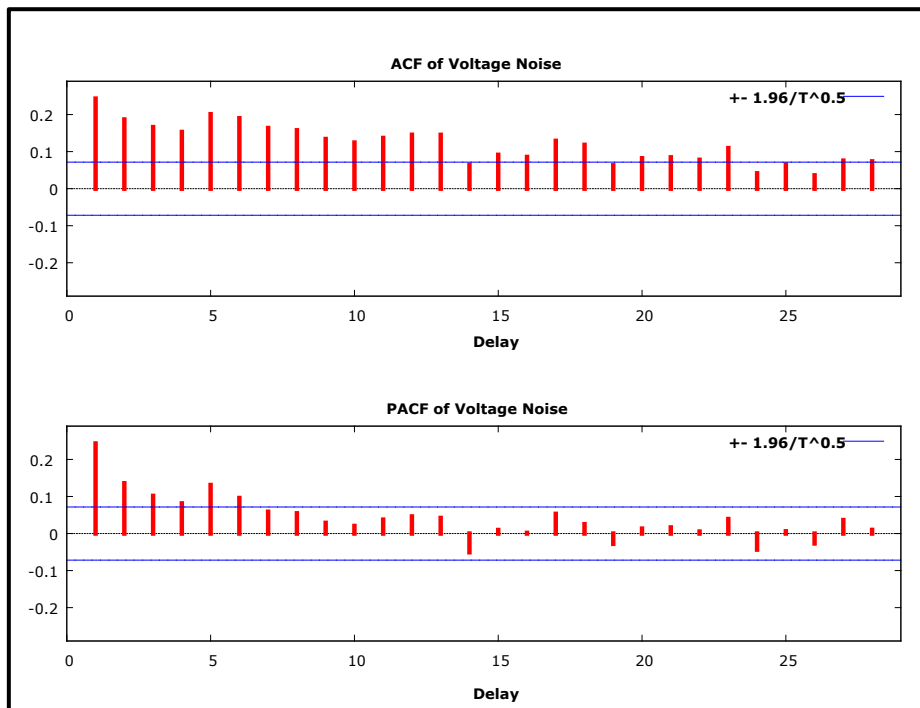 ACF of Voltage Noise
+- 1.96/T^0.5
0.2
0.1
0
-0.1
-0.2
0 5 10 15 20 25
Delay
PACF of Voltage Noise
+- 1.96/T^0.5
0.2
0.1
0
-0.1
-0.2
0 5 10 15 20 25
Delay